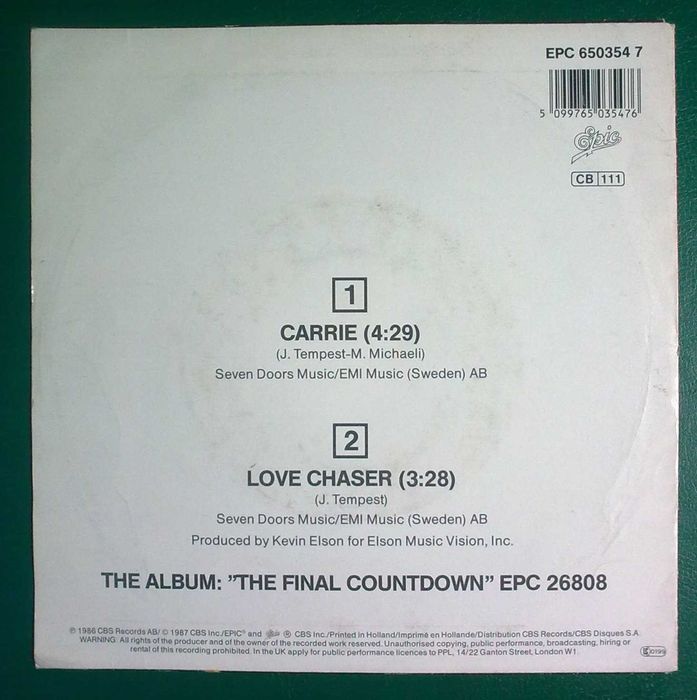 EPC 650354 7
5 099765 035476
Epic
CB 111
1
CARRIE (4:29)
(J. Tempest-M. Michaeli)
Seven Doors Music/EMI Music (Sweden) AB
2
LOVE CHASER (3:28)
(J. Tempest)
Seven Doors Music/EMI Music (Sweden) AB
Produced by Kevin Elson for Elson Music Vision, Inc.
THE ALBUM: ”THE FINAL COUNTDOWN” EPC 26808
℗ 1986 CBS Records AB/ © 1987 CBS Inc./EPIC® and Epic ® CBS Inc./Printed in Holland/Imprimé en Hollande/Distribution CBS Records/CBS Disques S.A.
WARNING: All rights of the producer and of the owner of the recorded work reserved. Unauthorised copying, public performance, broadcasting, hiring or
rental of this recording prohibited. In the UK apply for public performance licences to PPL, 14/22 Ganton Street, London W1.